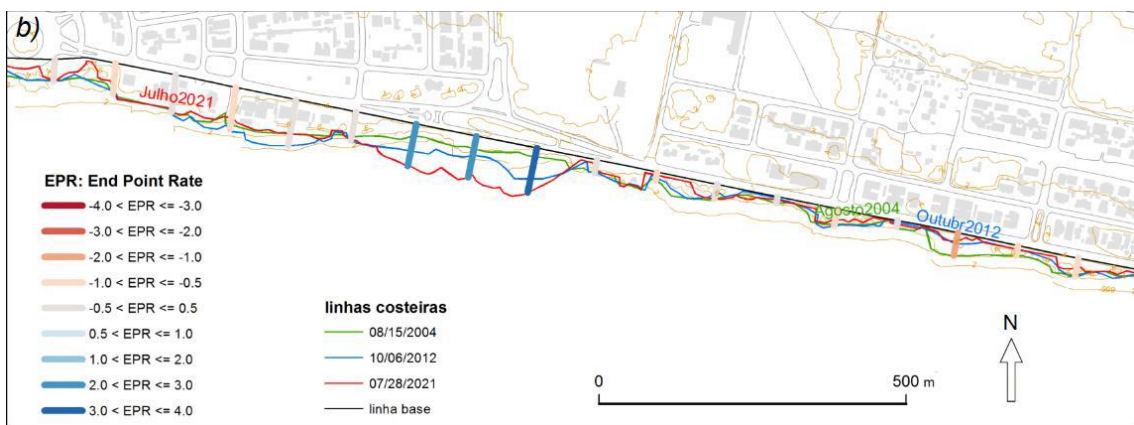 b)
Julho2021
Agosto2004
Outubr2012
EPR: End Point Rate
-4.0 < EPR <= -3.0
-3.0 < EPR <= -2.0
-2.0 < EPR <= -1.0
-1.0 < EPR <= -0.5
-0.5 < EPR <= 0.5
0.5 < EPR <= 1.0
1.0 < EPR <= 2.0
2.0 < EPR <= 3.0
3.0 < EPR <= 4.0
linhas costeiras
08/15/2004
10/06/2012
07/28/2021
linha base
0
500 m
N